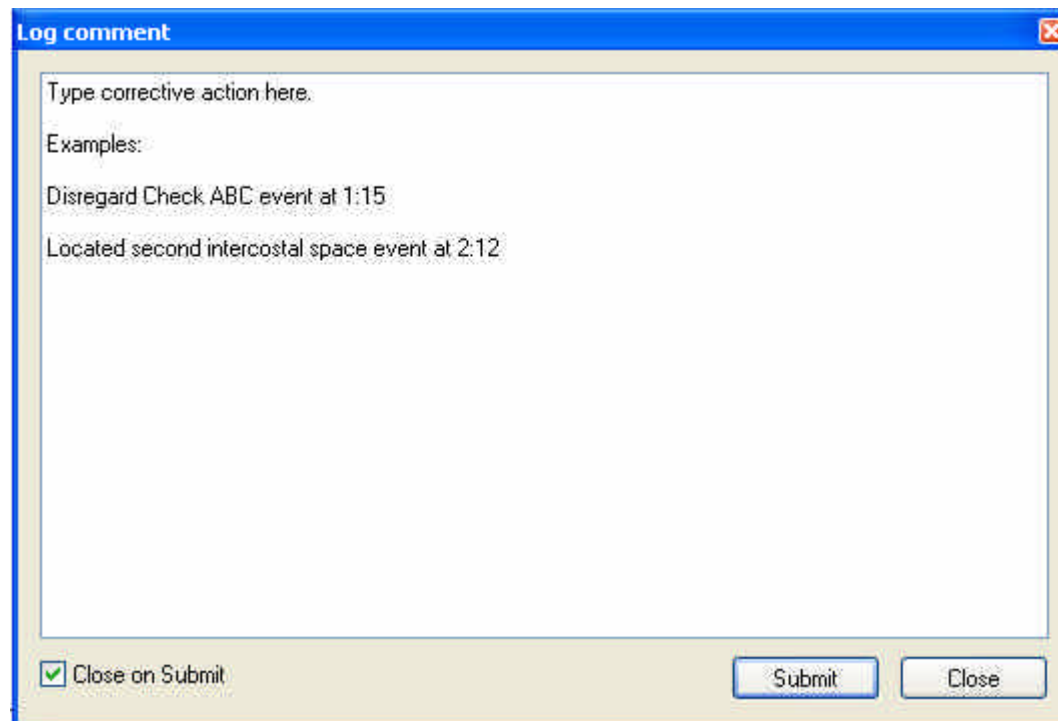 Log comment
Type corrective action here.
Examples:
Disregard Check ABC event at 1:15
Located second intercostal space event at 2:12
Close on Submit
Submit
Close